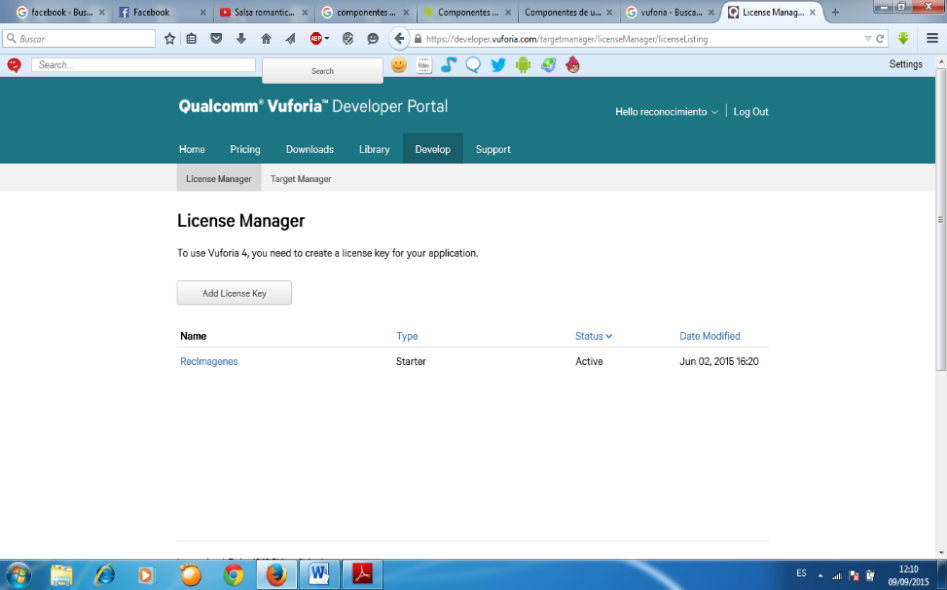 facebook - Bus... Facebook Salsa romantic... componentes ... Componentes ... Componentes de u... vuforia - Busca... License Manag...
Buscar https://developer.vuforia.com/targetmanager/licenseManager/licenseListing
Search... Search Settings
Qualcomm® Vuforia™ Developer Portal
Hello reconocimiento Log Out
Home Pricing Downloads Library Develop Support
License Manager Target Manager
License Manager
To use Vuforia 4, you need to create a license key for your application.
Add License Key
Name Type Status Date Modified
RecImagenes Starter Active Jun 02, 2015 16:20
ES 12:10
09/09/2015